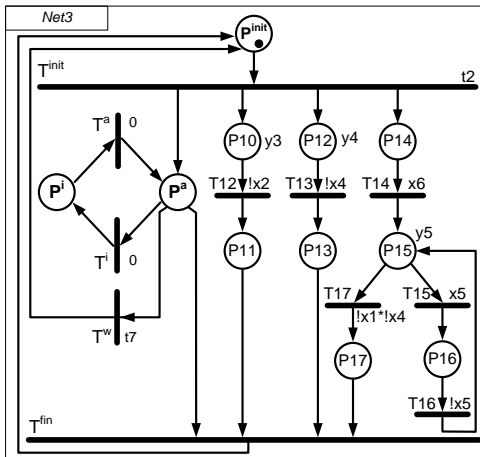 Net3
P^init
T^init
t2
T^a 0
P10 y3
P12 y4
P14
T12 !x2
T13 !x4
T14 x6
P^i
P^a
y5
P11
P13
P15
T^i 0
T17
T15 x5
!x1*!x4
T^w t7
P17
P16
T16 !x5
T^fin